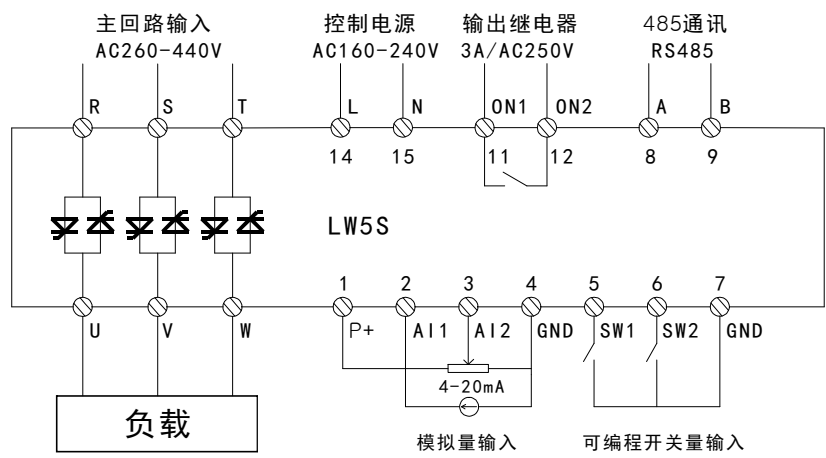 主回路输入 控制电源 输出继电器 485通讯
AC260-440V AC160-240V 3A/AC250V RS485
R S T L N ON1 ON2 A B
14 15 11 12 8 9
LW5S
1 2 3 4 5 6 7
U V W P+ AI1 AI2 GND SW1 SW2 GND
4-20mA
负载
模拟量输入 可编程开关量输入